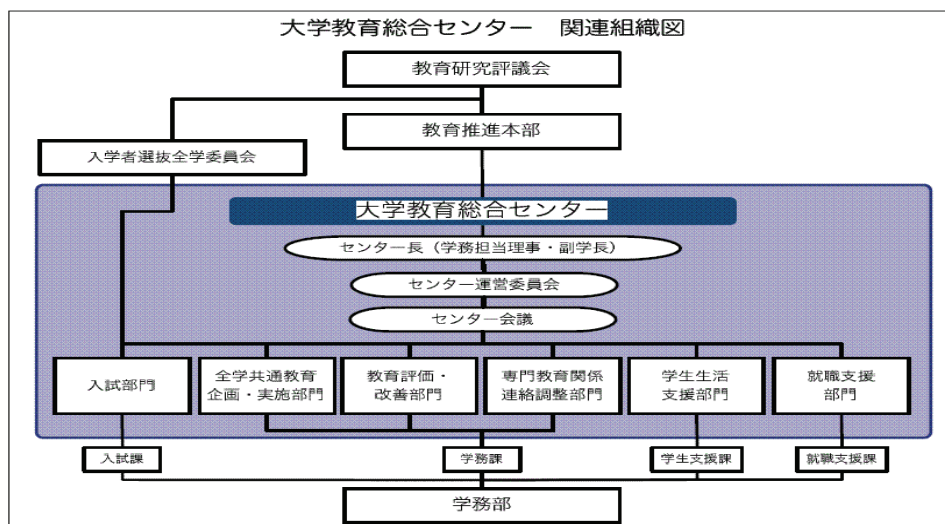 大学教育総合センター　関連組織図
教育研究評議会
教育推進本部
入学者選抜全学委員会
大学教育総合センター
センター長（学務担当理事・副学長）
センター運営委員会
センター会議
入試部門
全学共通教育
企画・実施部門
教育評価・
改善部門
専門教育関係
連絡調整部門
学生生活
支援部門
就職支援
部門
入試課
学務課
学生支援課
就職支援課
学務部